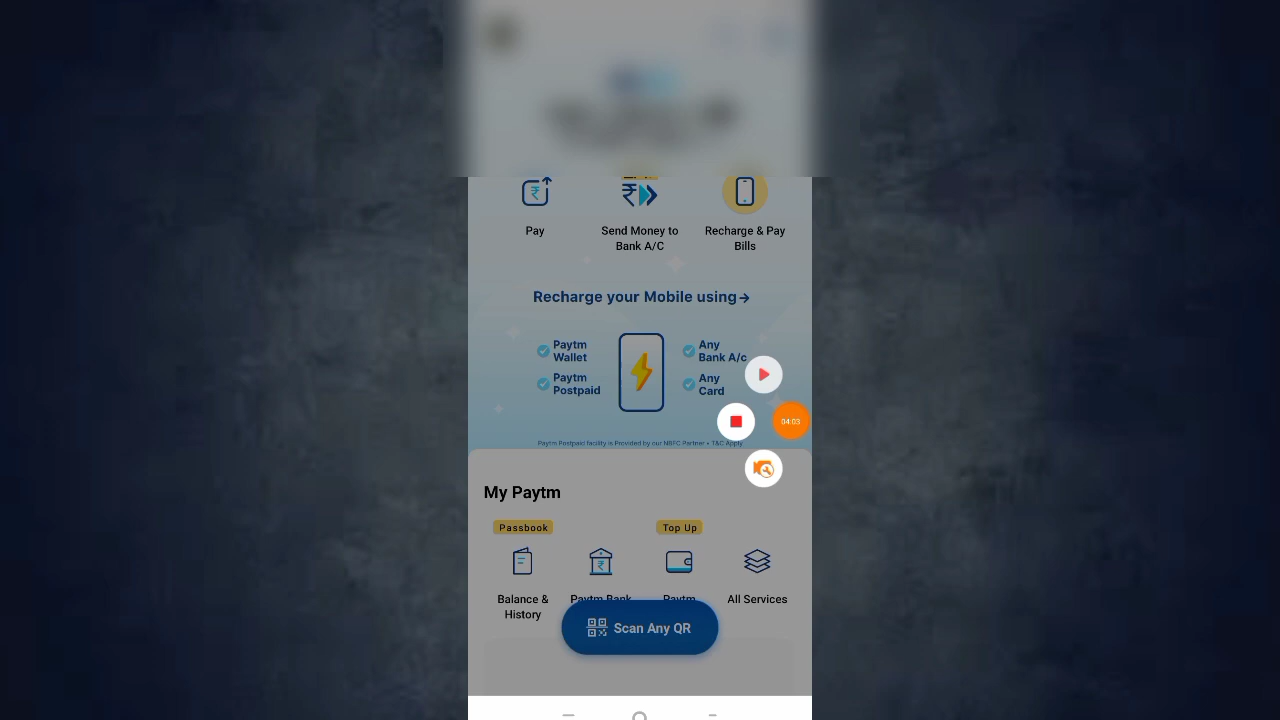 Pay
Send Money to
Bank A/C
Recharge & Pay
Bills
Recharge your Mobile using
Paytm
Wallet
Any
Bank A/c
Paytm
Postpaid
Any
Card
04:03
Paytm Postpaid facility is Provided by our NBFC Partner • T&C Apply
My Paytm
Passbook
Top Up
Balance &
History
Paytm Bank
Paytm
All Services
Scan Any QR